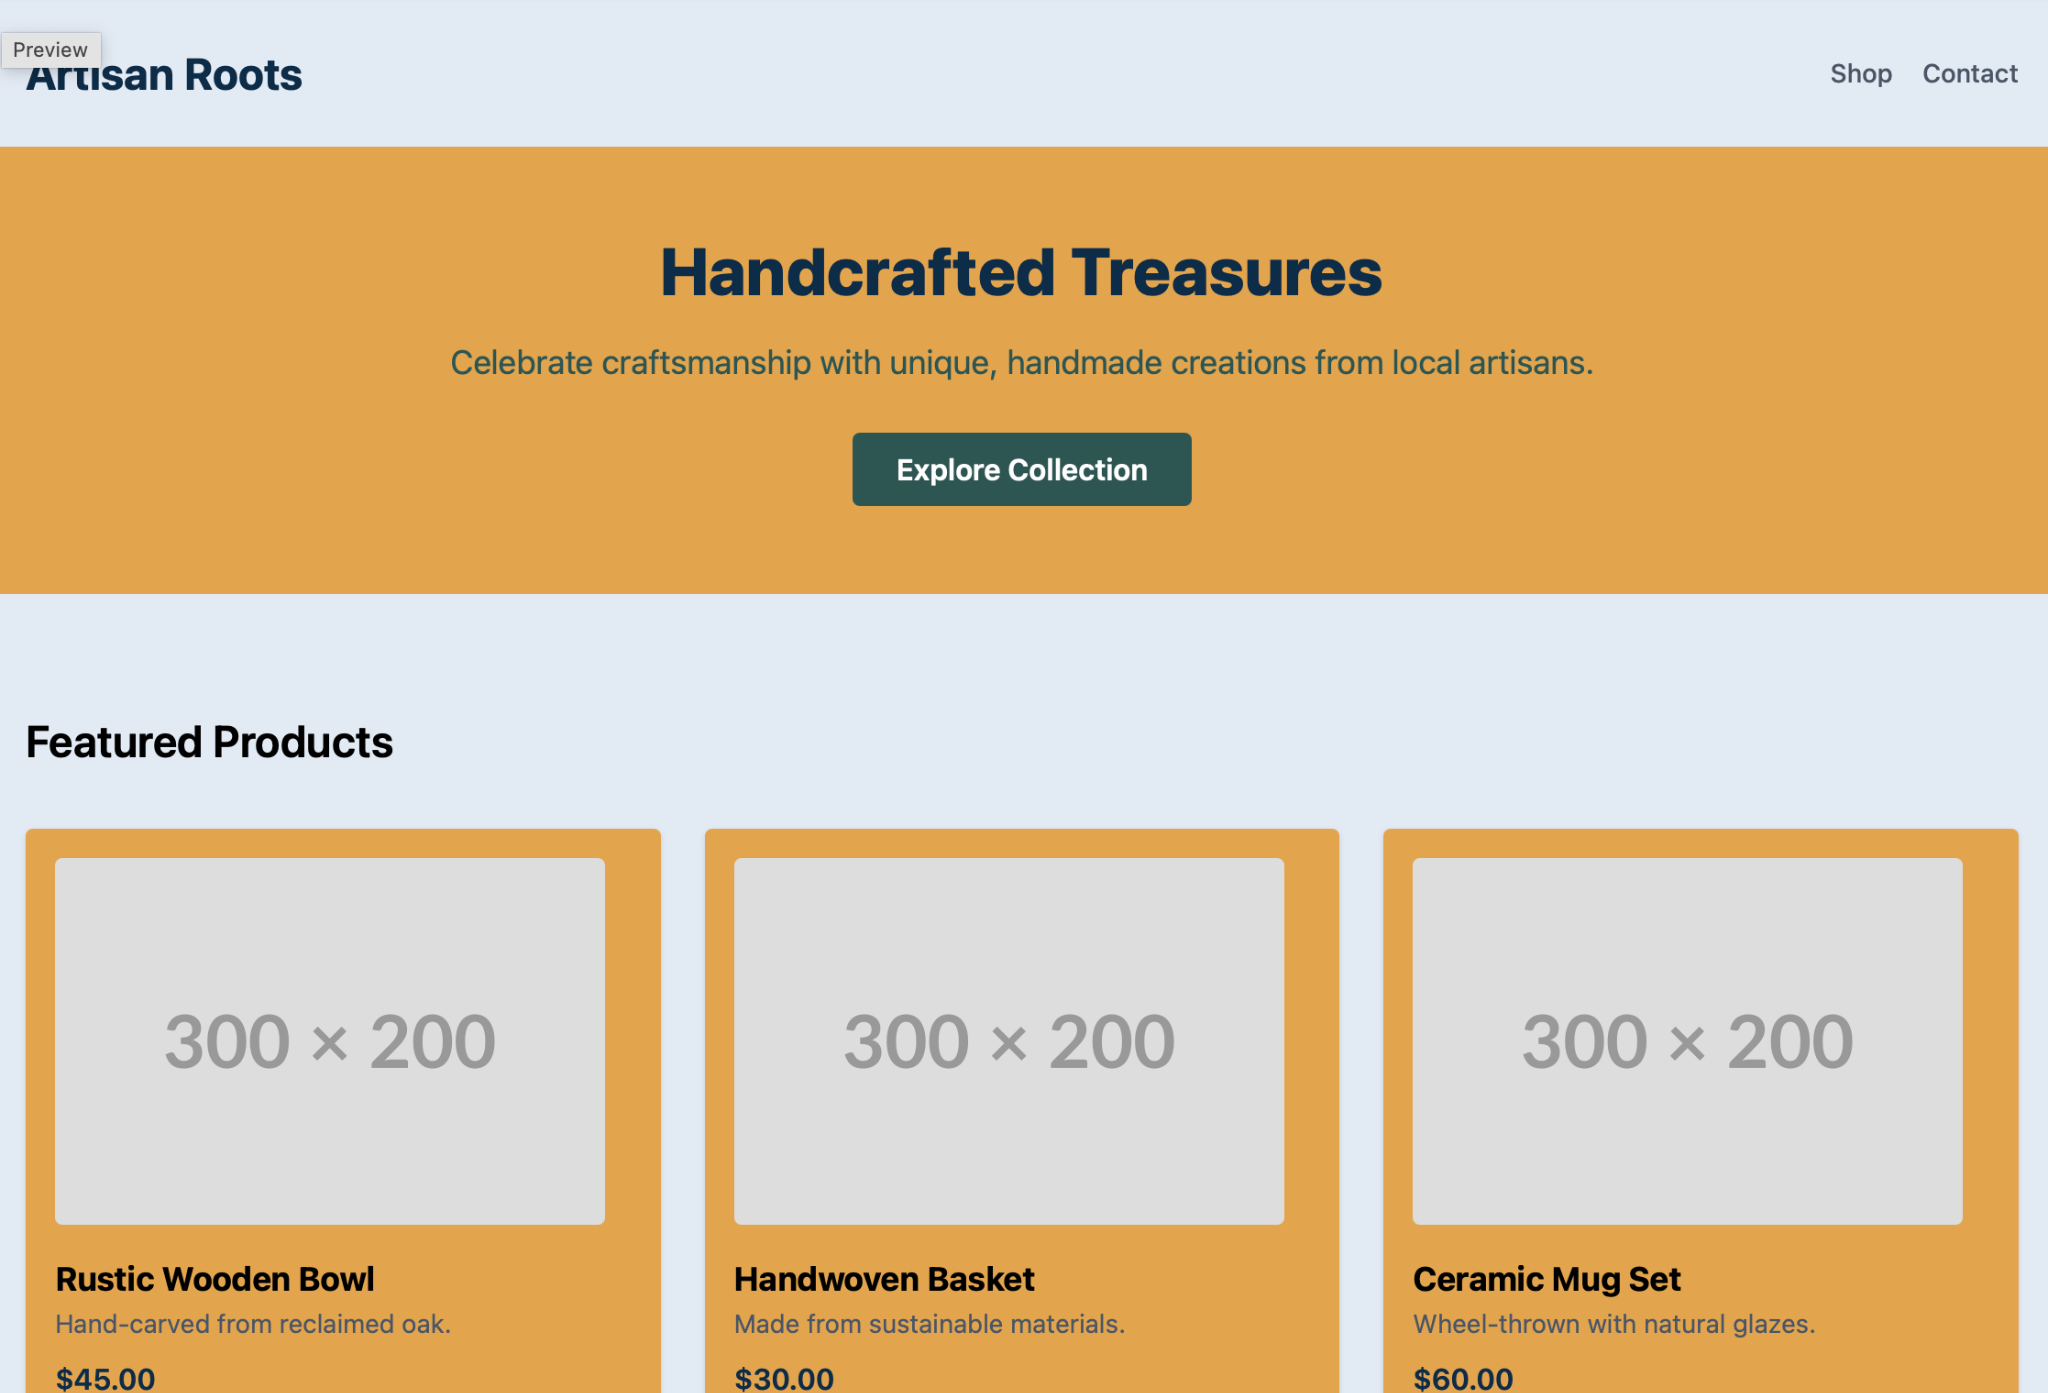 Preview
Artisan Roots
Shop Contact
Handcrafted Treasures
Celebrate craftsmanship with unique, handmade creations from local artisans.
Explore Collection
Featured Products
300 × 200
300 × 200
300 × 200
Rustic Wooden Bowl
Hand-carved from reclaimed oak.
$45.00
Handwoven Basket
Made from sustainable materials.
$30.00
Ceramic Mug Set
Wheel-thrown with natural glazes.
$60.00